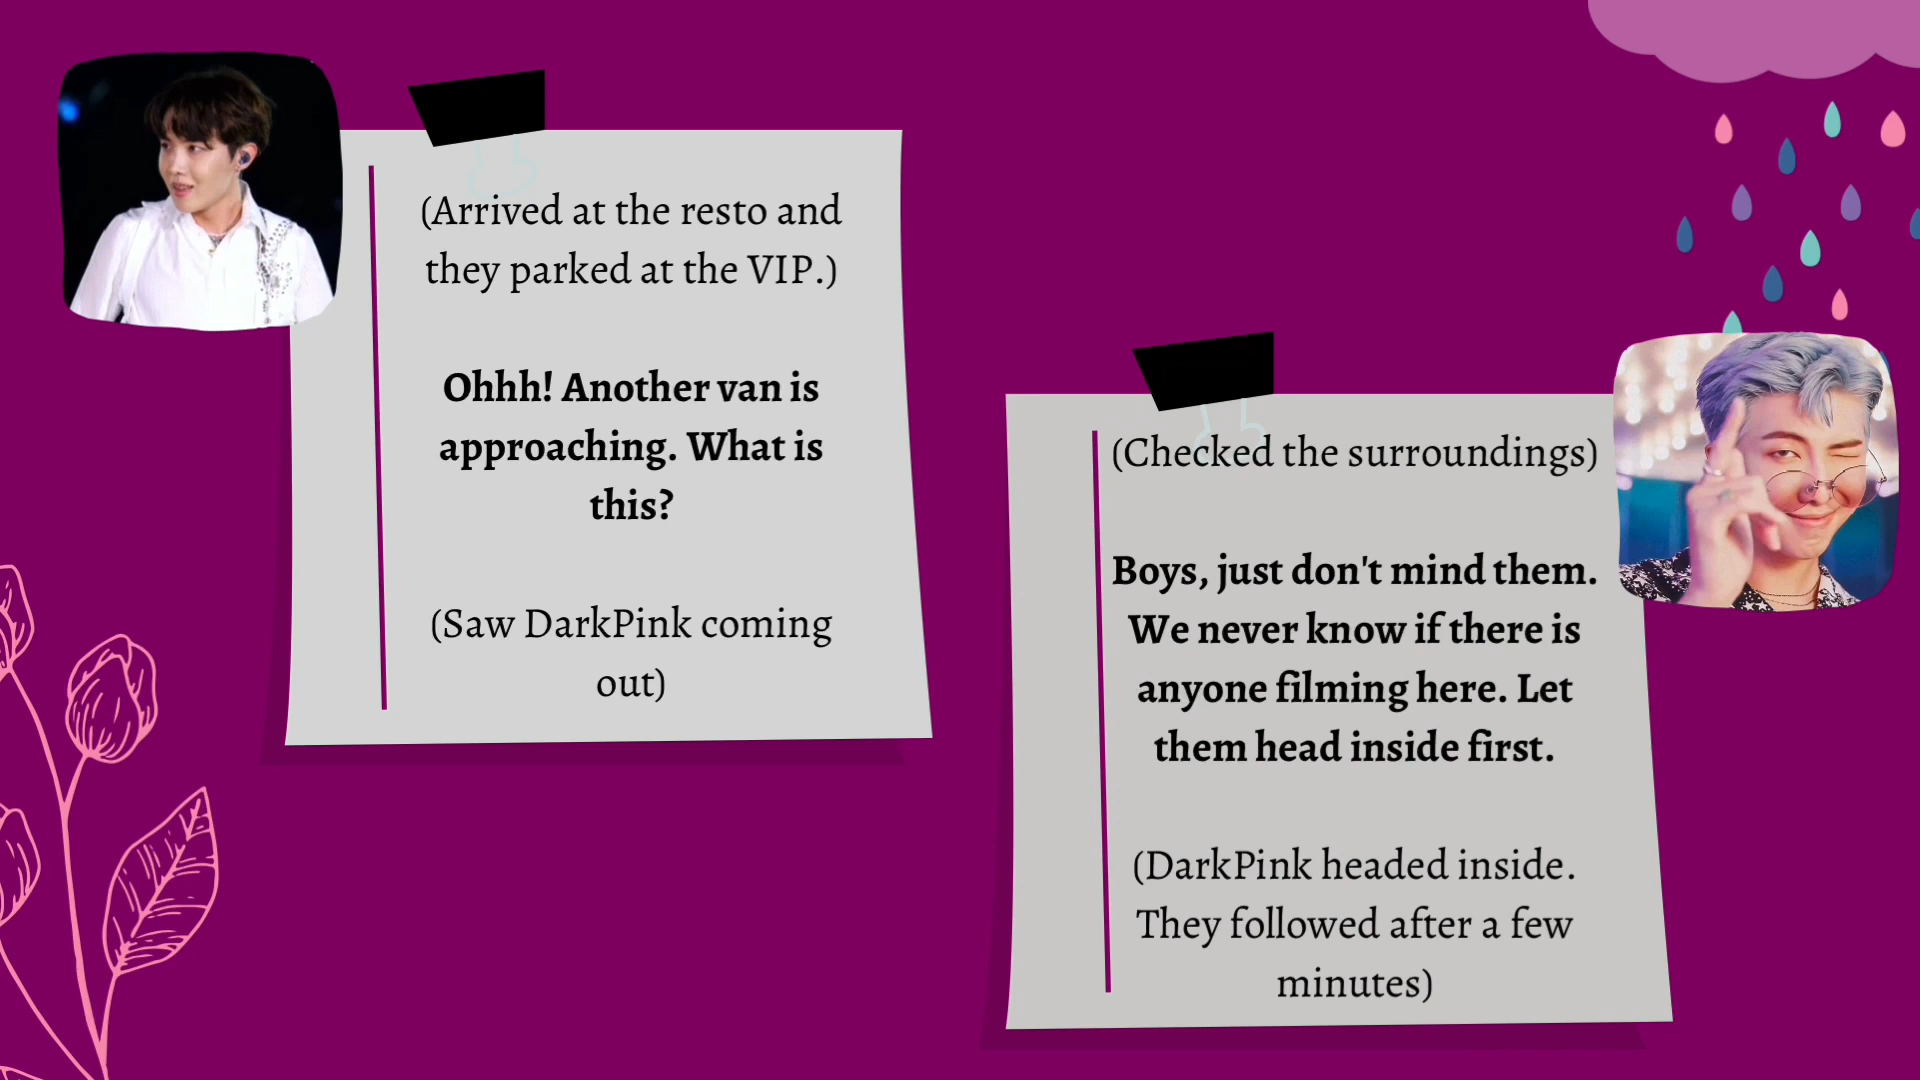 (Arrived at the resto and
they parked at the VIP.)
Ohhh! Another van is
approaching. What is
this?
(Saw DarkPink coming
out)
(Checked the surroundings)
Boys, just don't mind them.
We never know if there is
anyone filming here. Let
them head inside first.
(DarkPink headed inside.
They followed after a few
minutes)